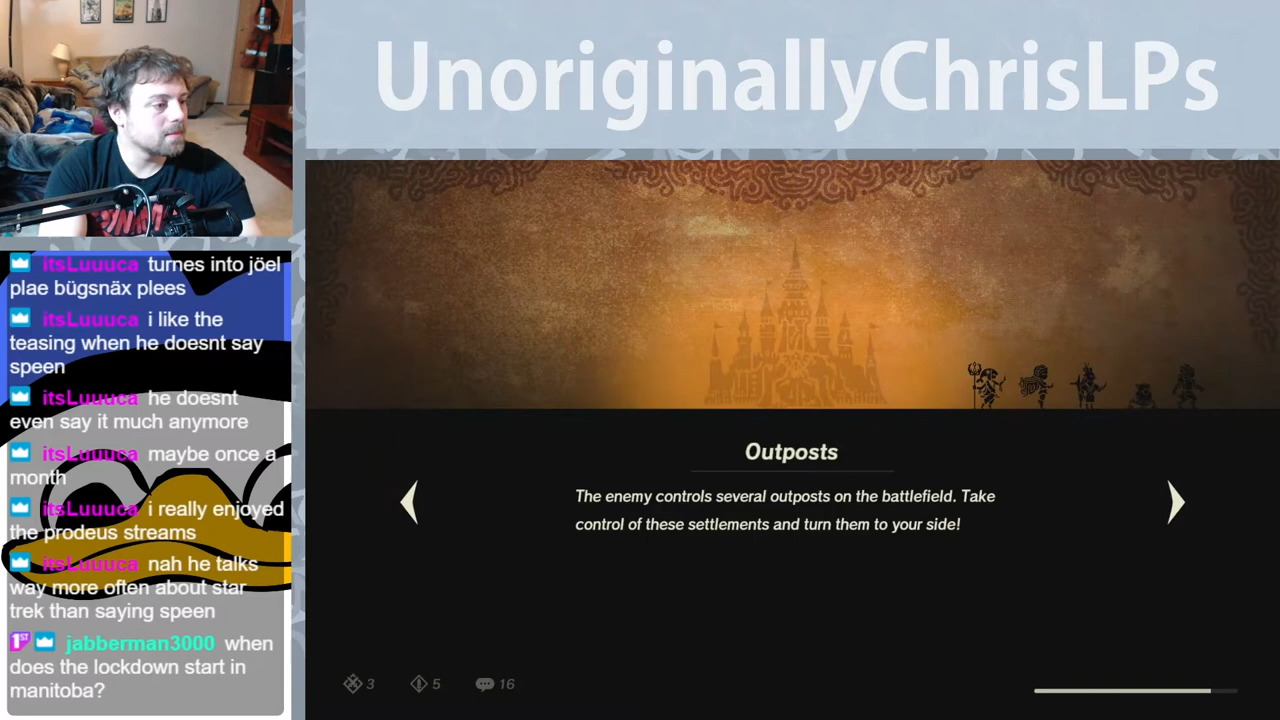 UnoriginallyChrisLPs
itsLuuuca turnes into jöel
plae bügsnäx plees
itsLuuuca i like the
teasing when he doesnt say
speen
itsLuuuca he doesnt
even say it much anymore
itsLuuuca maybe once a
month
itsLuuuca i really enjoyed
the prodeus streams
itsLuuuca nah he talks
way more often about star
trek than saying speen
1ST jabberman3000 when
does the lockdown start in
manitoba?
Outposts
The enemy controls several outposts on the battlefield. Take
control of these settlements and turn them to your side!
3 5 16